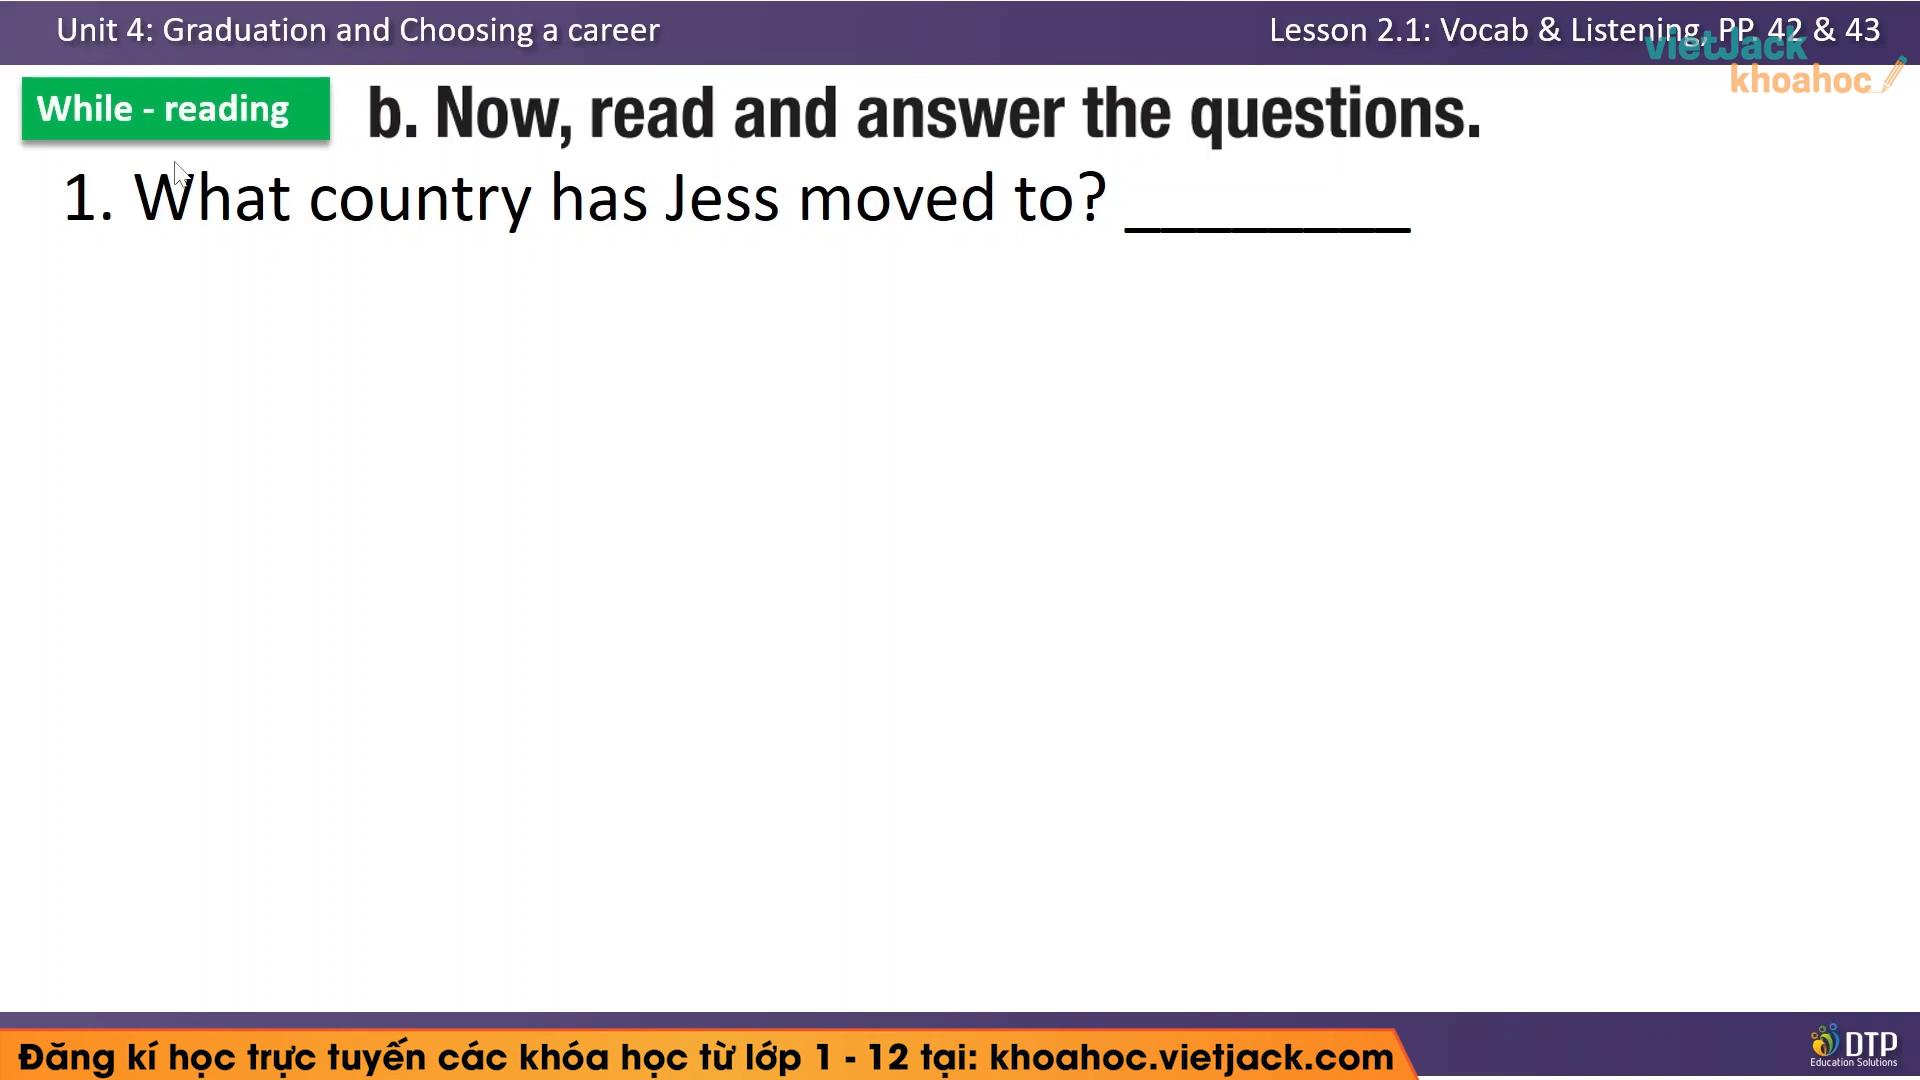 Unit 4: Graduation and Choosing a career
Lesson 2.1: Vocab & Listening, PP. 42 & 43
vietJack
khoahoc
While - reading
b. Now, read and answer the questions.
1. What country has Jess moved to? ________
Đăng kí học trực tuyến các khóa học từ lớp 1 - 12 tại: khoahoc.vietjack.com
DTP
Education Solutions